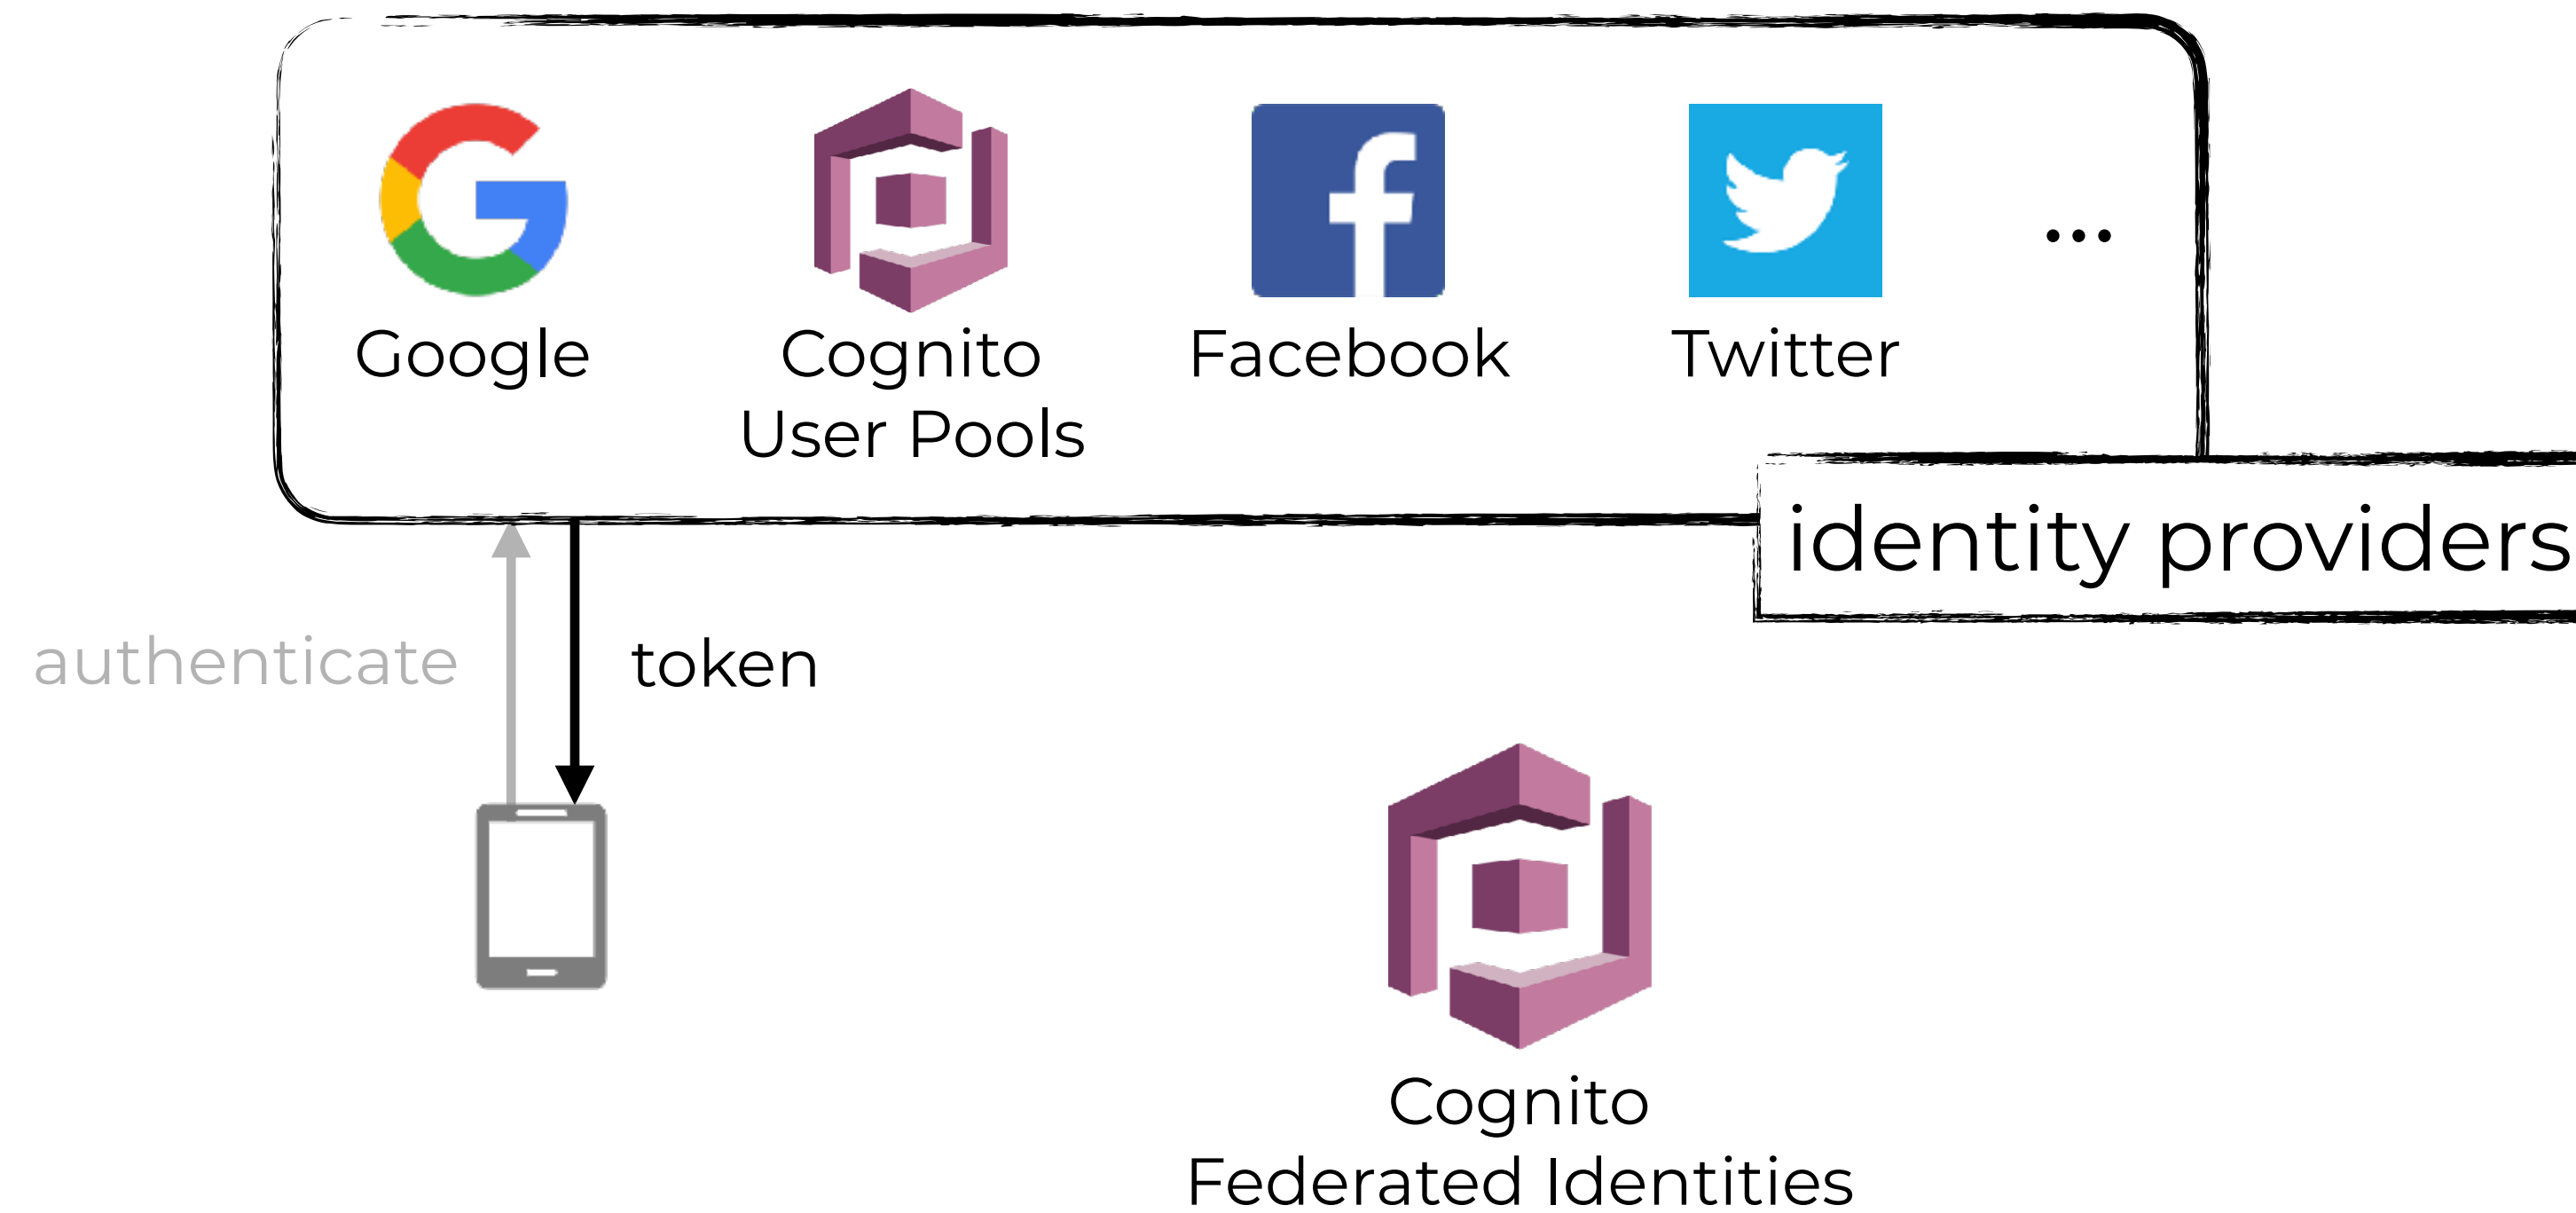 Google
Cognito
User Pools
Facebook
Twitter
...
identity providers
authenticate
token
Cognito
Federated Identities